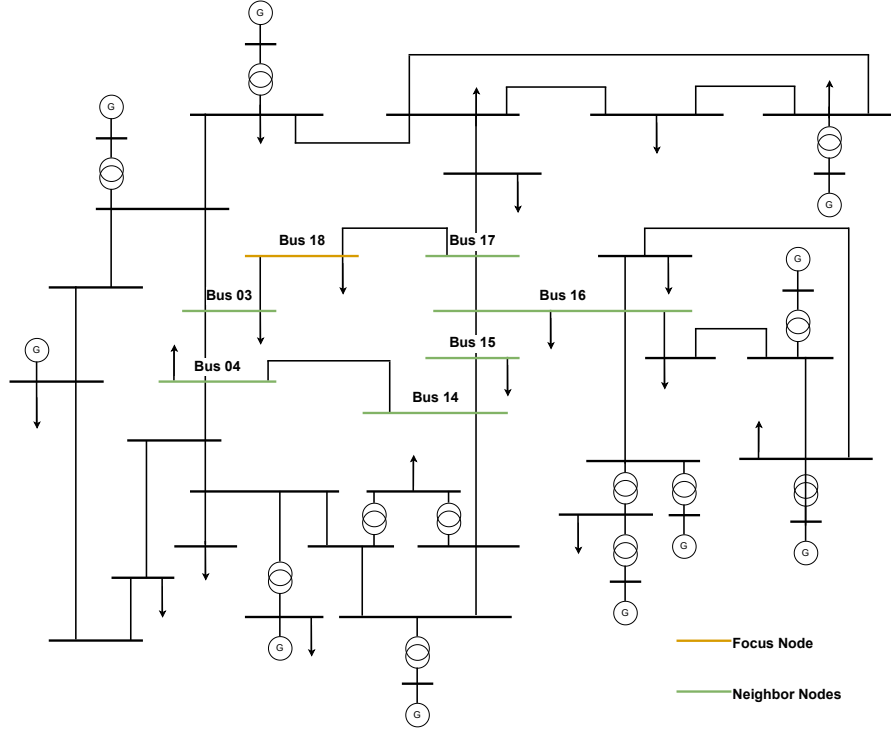 G
G
G
Bus 18
Bus 17
G
G
Bus 03
Bus 16
Bus 15
G
Bus 04
Bus 14
G
G
G
G
Focus Node
Neighbor Nodes
G